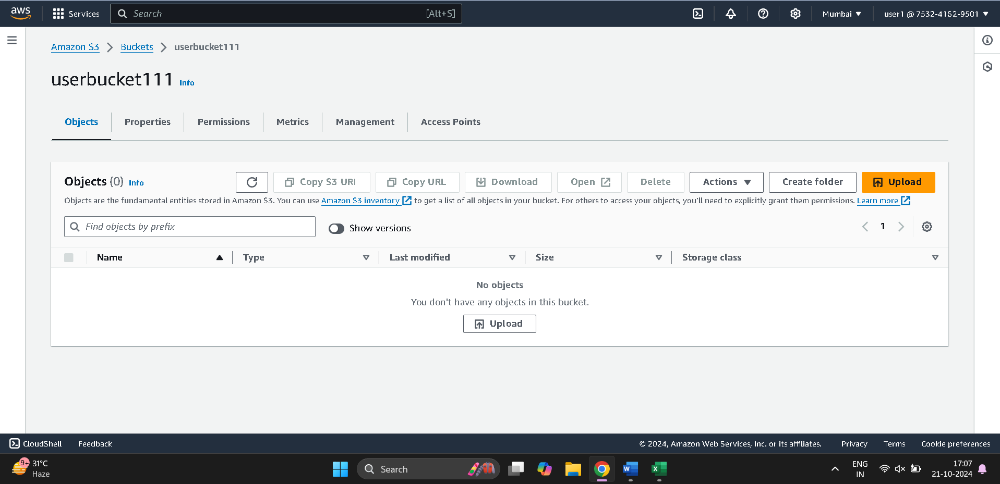 aws
Services
Search
[Alt+S]
Mumbai
user1 @ 7532-4162-9501
Amazon S3
Buckets
userbucket111
userbucket111 Info
Objects
Properties
Permissions
Metrics
Management
Access Points
Objects (0) Info
Copy S3 URI
Copy URL
Download
Open
Delete
Actions
Create folder
Upload
Objects are the fundamental entities stored in Amazon S3. You can use Amazon S3 inventory to get a list of all objects in your bucket. For others to access your objects, you’ll need to explicitly grant them permissions. Learn more
Find objects by prefix
Show versions
1
Name
Type
Last modified
Size
Storage class
No objects
You don't have any objects in this bucket.
Upload
CloudShell
Feedback
© 2024, Amazon Web Services, Inc. or its affiliates.
Privacy
Terms
Cookie preferences
9+
31°C
Haze
Search
ENG
IN
17:07
21-10-2024